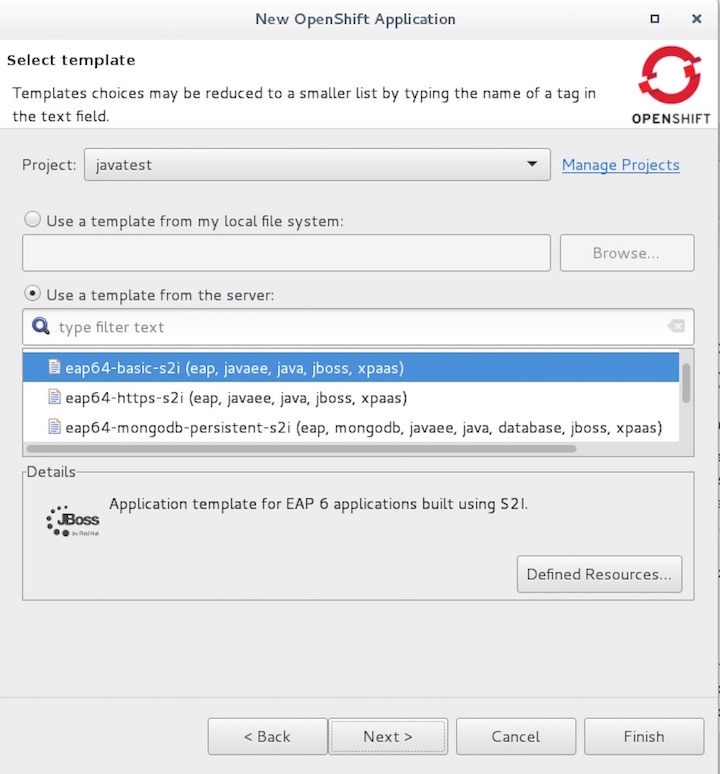 New OpenShift Application
Select template
Templates choices may be reduced to a smaller list by typing the name of a tag in
the text field.
OPENSHIFT
Project:
javatest
Manage Projects
Use a template from my local file system:
Browse...
Use a template from the server:
type filter text
eap64-basic-s2i (eap, javaee, java, jboss, xpaas)
eap64-https-s2i (eap, javaee, java, jboss, xpaas)
eap64-mongodb-persistent-s2i (eap, mongodb, javaee, java, database, jboss, xpaas)
Details
JBoss
by Red Hat
Application template for EAP 6 applications built using S2I.
Defined Resources...
< Back
Next >
Cancel
Finish